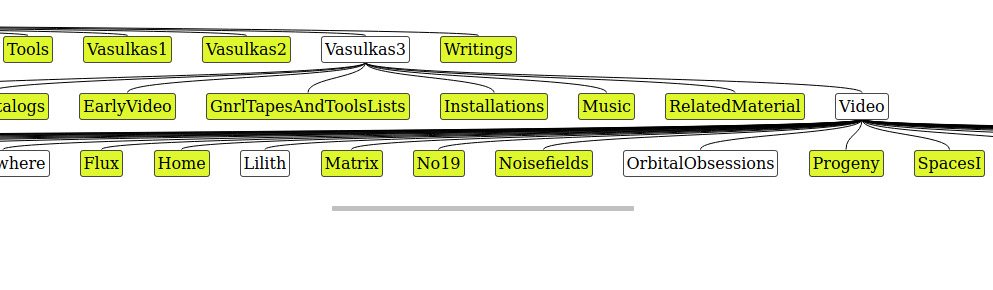 Tools Vasulkas1 Vasulkas2 Vasulkas3 Writings
talogs EarlyVideo GnrlTapesAndToolsLists Installations Music RelatedMaterial Video
where Flux Home Lilith Matrix No19 Noisefields OrbitalObsessions Progeny SpacesI